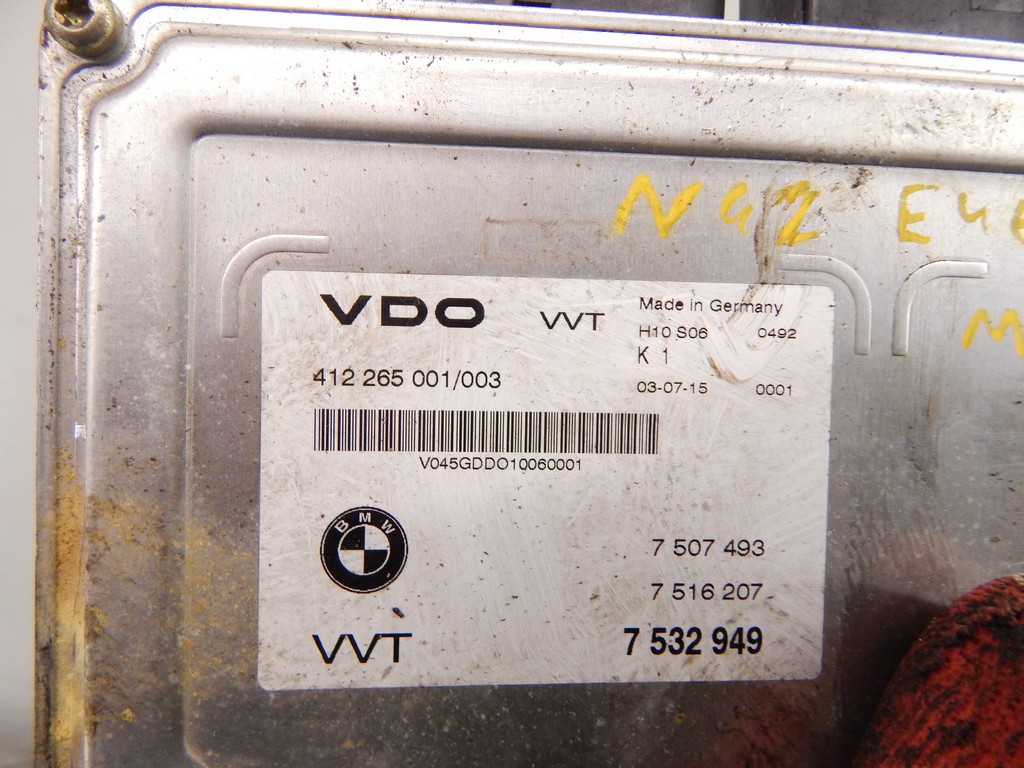 N42 E46
M
VDO VVT Made in Germany
H10 S06 0492
K 1
412 265 001/003 03-07-15 0001
V045GDDO10060001
BMW
7 507 493
7 516 207
VVT 7 532 949